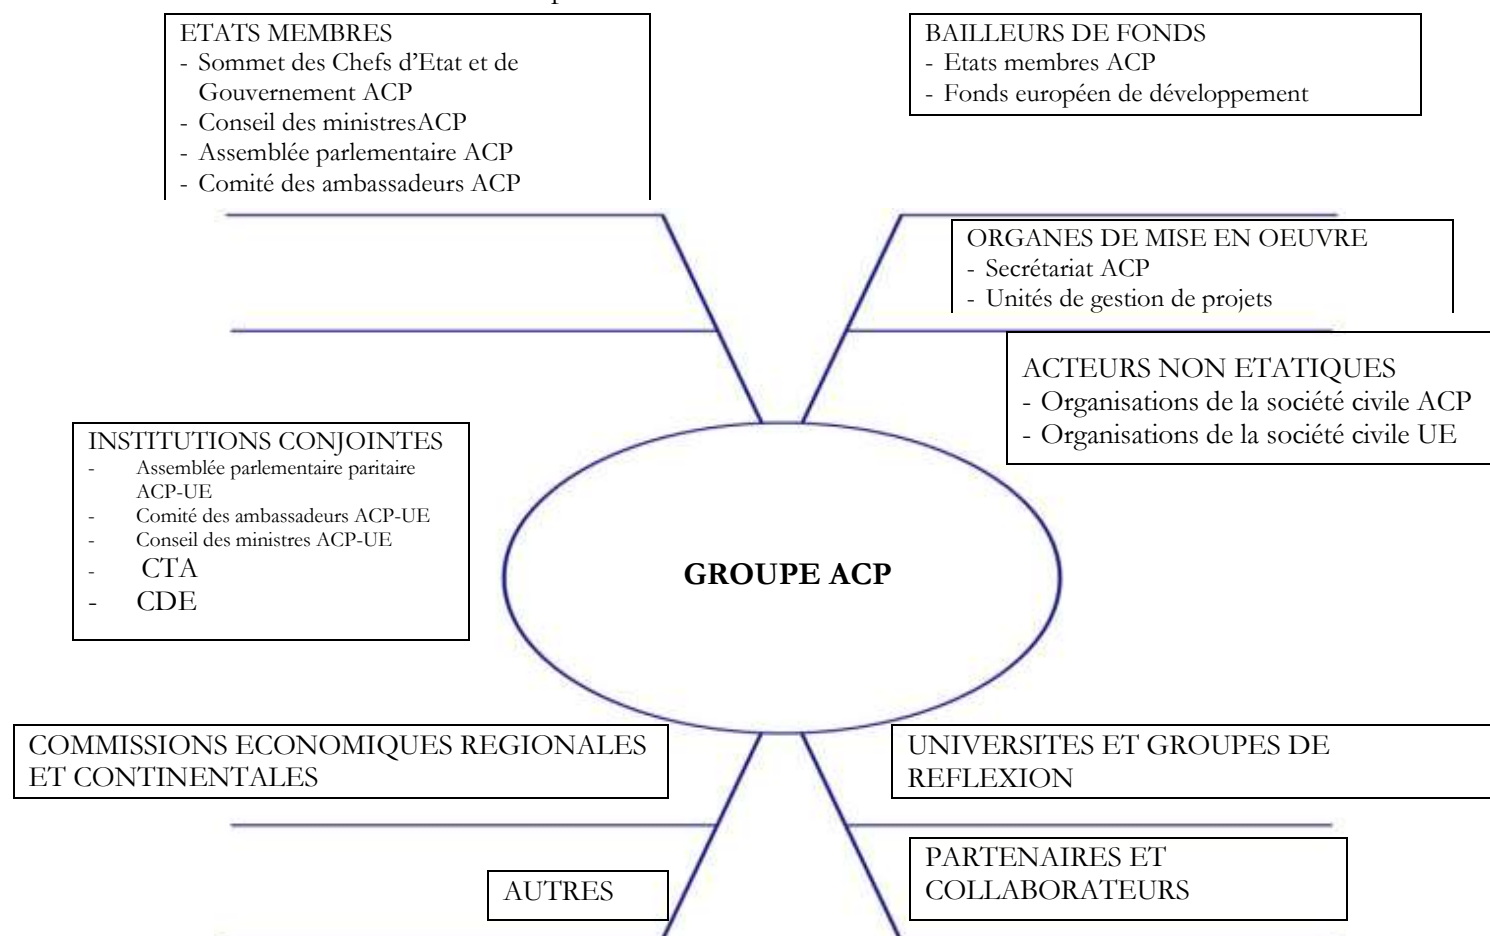 ETATS MEMBRES
- Sommet des Chefs d’Etat et de
Gouvernement ACP
- Conseil des ministresACP
- Assemblée parlementaire ACP
- Comité des ambassadeurs ACP
BAILLEURS DE FONDS
- Etats membres ACP
- Fonds européen de développement
ORGANES DE MISE EN OEUVRE
- Secrétariat ACP
- Unités de gestion de projets
ACTEURS NON ETATIQUES
- Organisations de la société civile ACP
- Organisations de la société civile UE
INSTITUTIONS CONJOINTES
- Assemblée parlementaire paritaire
ACP-UE
- Comité des ambassadeurs ACP-UE
- Conseil des ministres ACP-UE
- CTA
- CDE
GROUPE ACP
COMMISSIONS ECONOMIQUES REGIONALES
ET CONTINENTALES
UNIVERSITES ET GROUPES DE
REFLEXION
AUTRES
PARTENAIRES ET
COLLABORATEURS